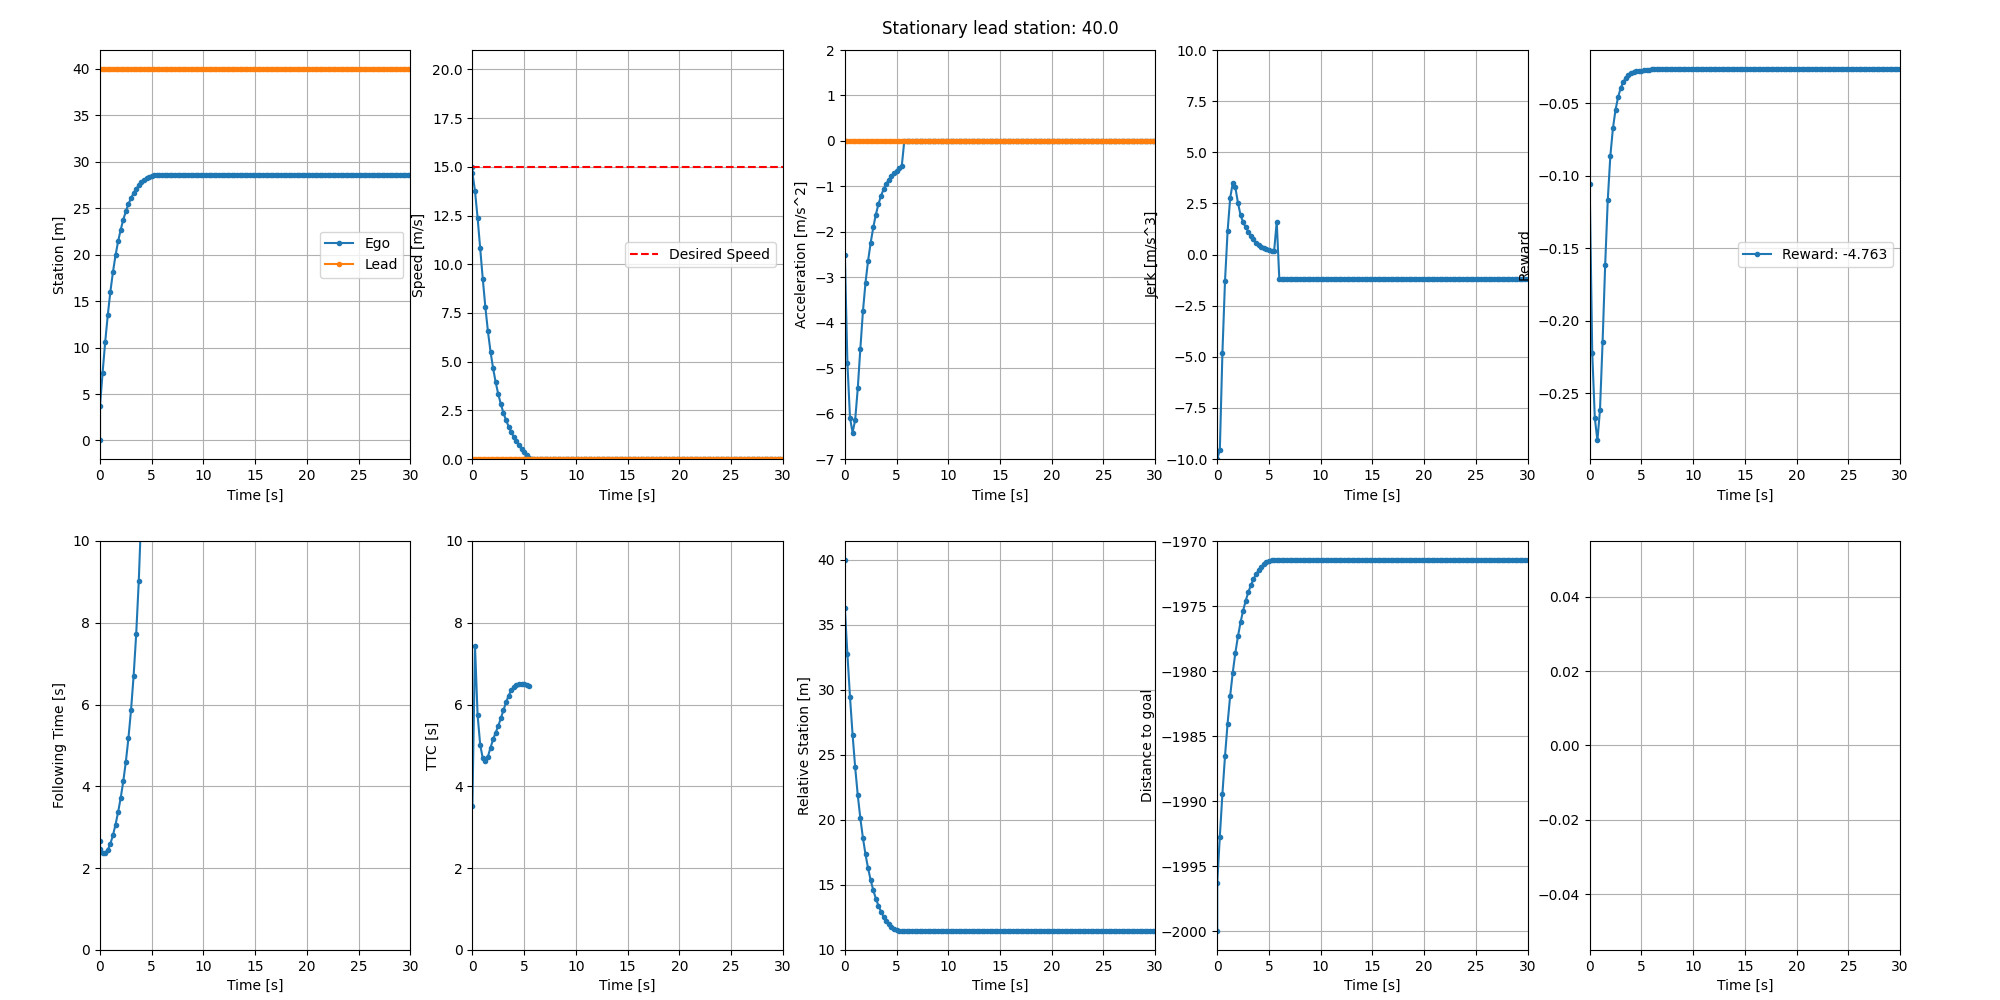 Stationary lead station: 40.0
Station [m]
40
35
30
25
20
15
10
5
0
Ego
Lead
0 5 10 15 20 25 30
Time [s]
Speed [m/s]
20.0
17.5
15.0
12.5
10.0
7.5
5.0
2.5
0.0
Desired Speed
0 5 10 15 20 25 30
Time [s]
Acceleration [m/s^2]
2
1
0
−1
−2
−3
−4
−5
−6
−7
0 5 10 15 20 25 30
Time [s]
Jerk [m/s^3]
10.0
7.5
5.0
2.5
0.0
−2.5
−5.0
−7.5
−10.0
0 5 10 15 20 25 30
Time [s]
Reward
−0.05
−0.10
−0.15
−0.20
−0.25
Reward: -4.763
0 5 10 15 20 25 30
Time [s]
Following Time [s]
10
8
6
4
2
0
0 5 10 15 20 25 30
Time [s]
TTC [s]
10
8
6
4
2
0
0 5 10 15 20 25 30
Time [s]
Relative Station [m]
40
35
30
25
20
15
10
0 5 10 15 20 25 30
Time [s]
Distance to goal
−1970
−1975
−1980
−1985
−1990
−1995
−2000
0 5 10 15 20 25 30
Time [s]
0.04
0.02
0.00
−0.02
−0.04
0 5 10 15 20 25 30
Time [s]